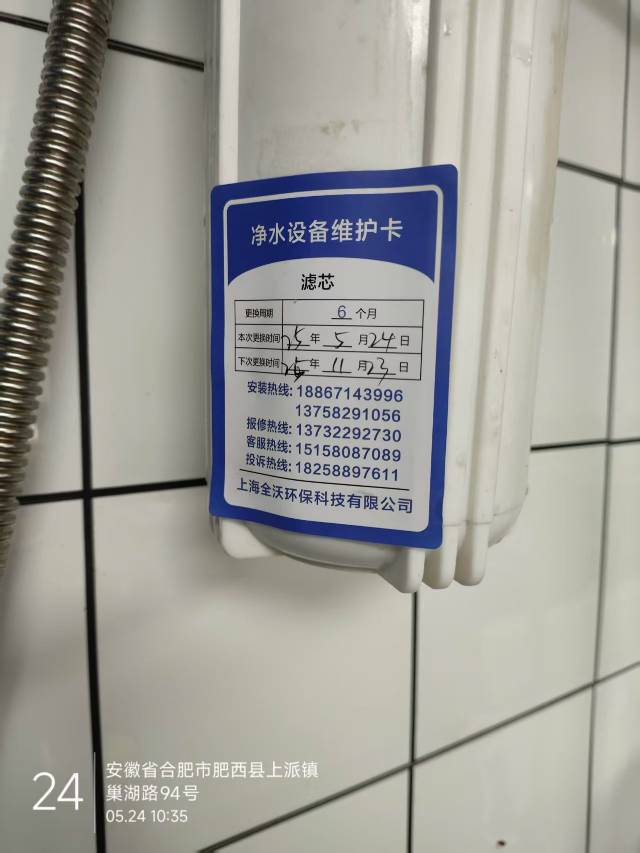 净水设备维护卡
滤芯
更换周期 6 个月
本次更换时间 25 年 5 月 24 日
下次更换时间 25 年 11 月 23 日
安装热线: 18867143996
13758291056
报修热线: 13732292730
客服热线: 15158087089
投诉热线: 18258897611
上海全沃环保科技有限公司
24
安徽省合肥市肥西县上派镇
巢湖路94号
05.24 10:35